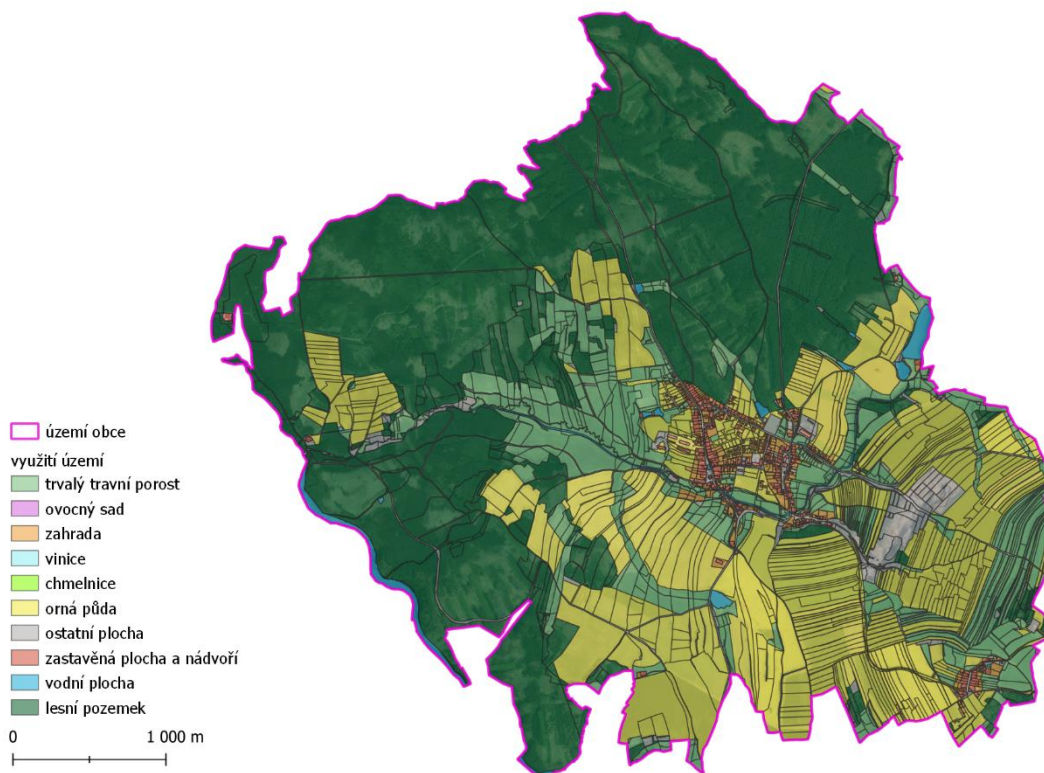 území obce
využití území
trvalý travní porost
ovocný sad
zahrada
vinice
chmelnice
orná půda
ostatní plocha
zastavěná plocha a nádvoří
vodní plocha
lesní pozemek
0 1 000 m